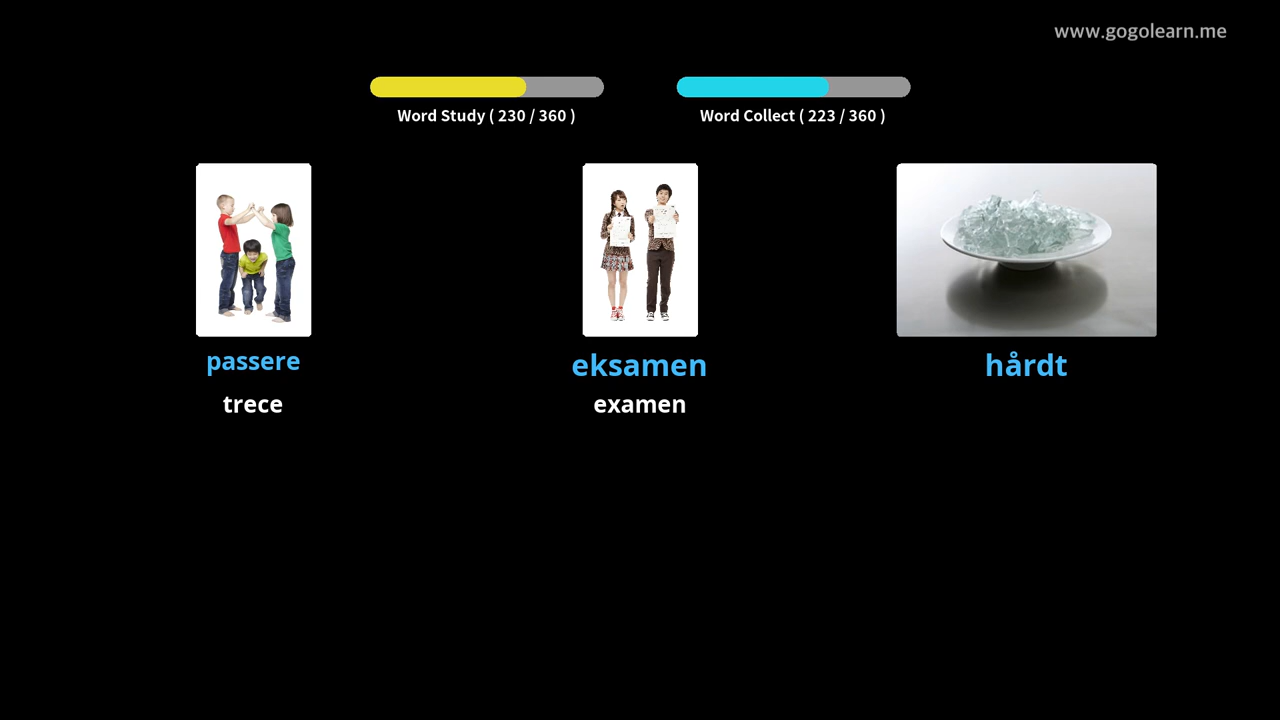 www.gogolearn.me
Word Study ( 230 / 360 )
Word Collect ( 223 / 360 )
passere
eksamen
hårdt
trece
examen